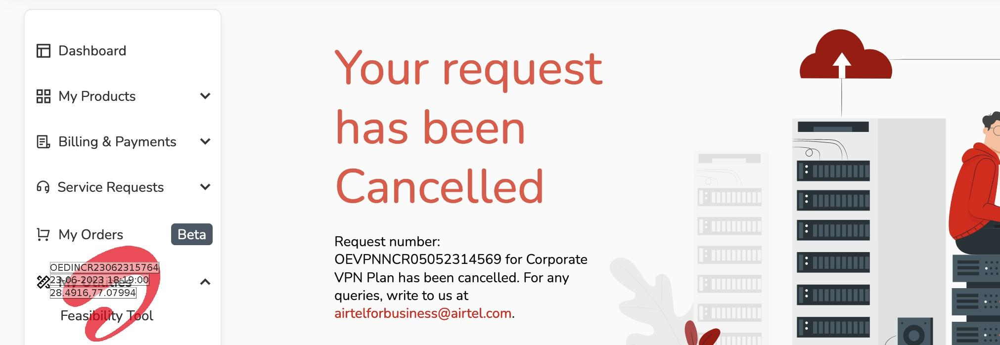 Dashboard
My Products
Billing & Payments
Service Requests
My Orders
Beta
OEDINCR23062315764
23-06-2023 18:19:00
My Utilities
28.4916,77.07994
Feasibility Tool
Your request
has been
Cancelled
Request number:
OEVPNNCR05052314569 for Corporate
VPN Plan has been cancelled. For any
queries, write to us at
airtelforbusiness@airtel.com.